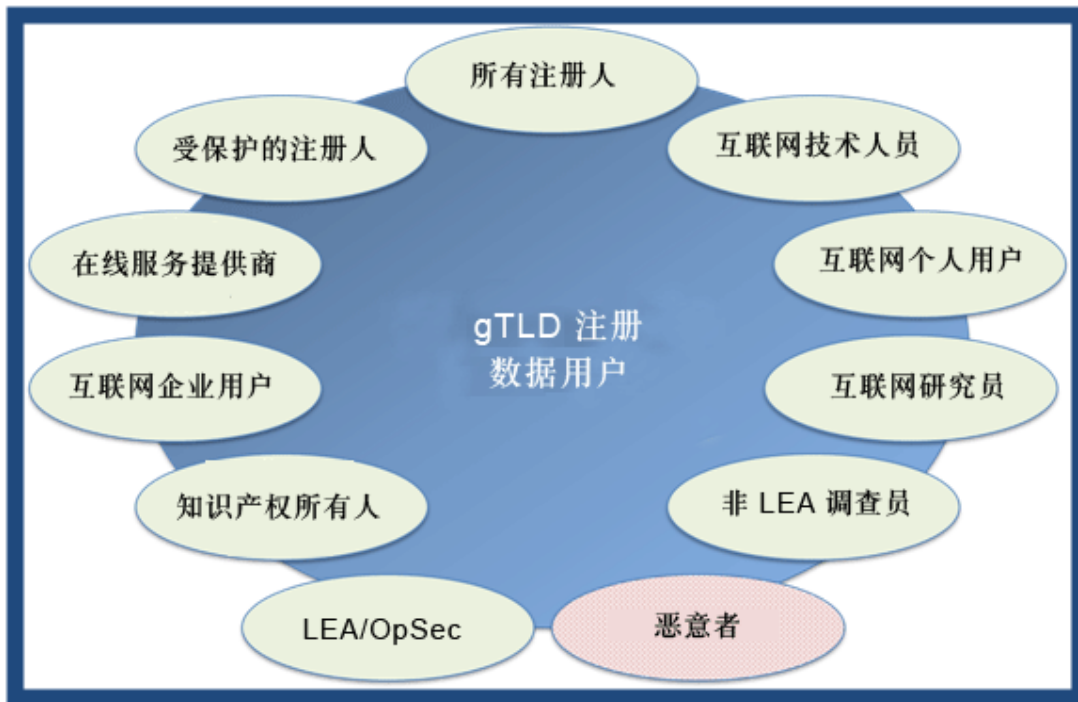 所有注册人
受保护的注册人
互联网技术人员
在线服务提供商
互联网个人用户
gTLD 注册
数据用户
互联网企业用户
互联网研究员
知识产权所有人
非 LEA 调查员
LEA/OpSec
恶意者